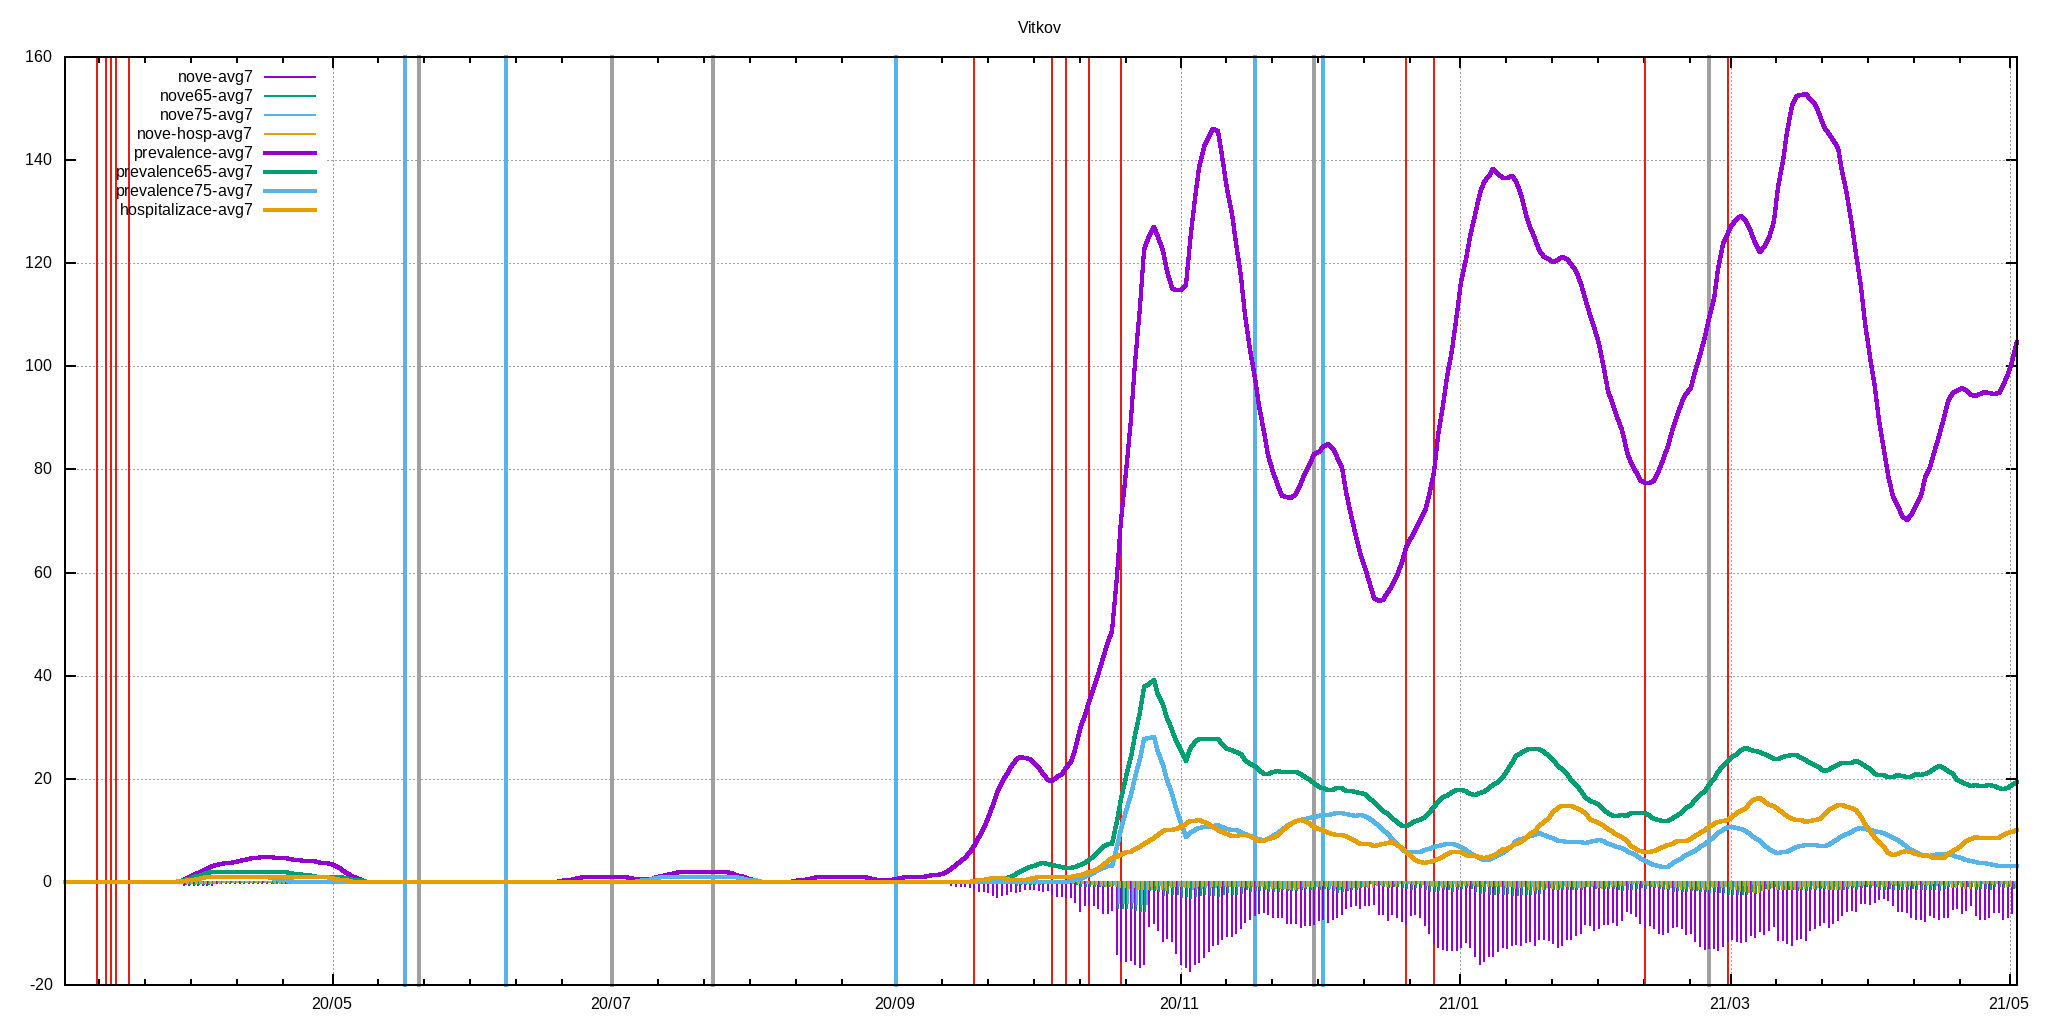 Vitkov
160
140
120
100
80
60
40
20
0
-20
nove-avg7
nove65-avg7
nove75-avg7
nove-hosp-avg7
prevalence-avg7
prevalence65-avg7
prevalence75-avg7
hospitalizace-avg7
20/05
20/07
20/09
20/11
21/01
21/03
21/05